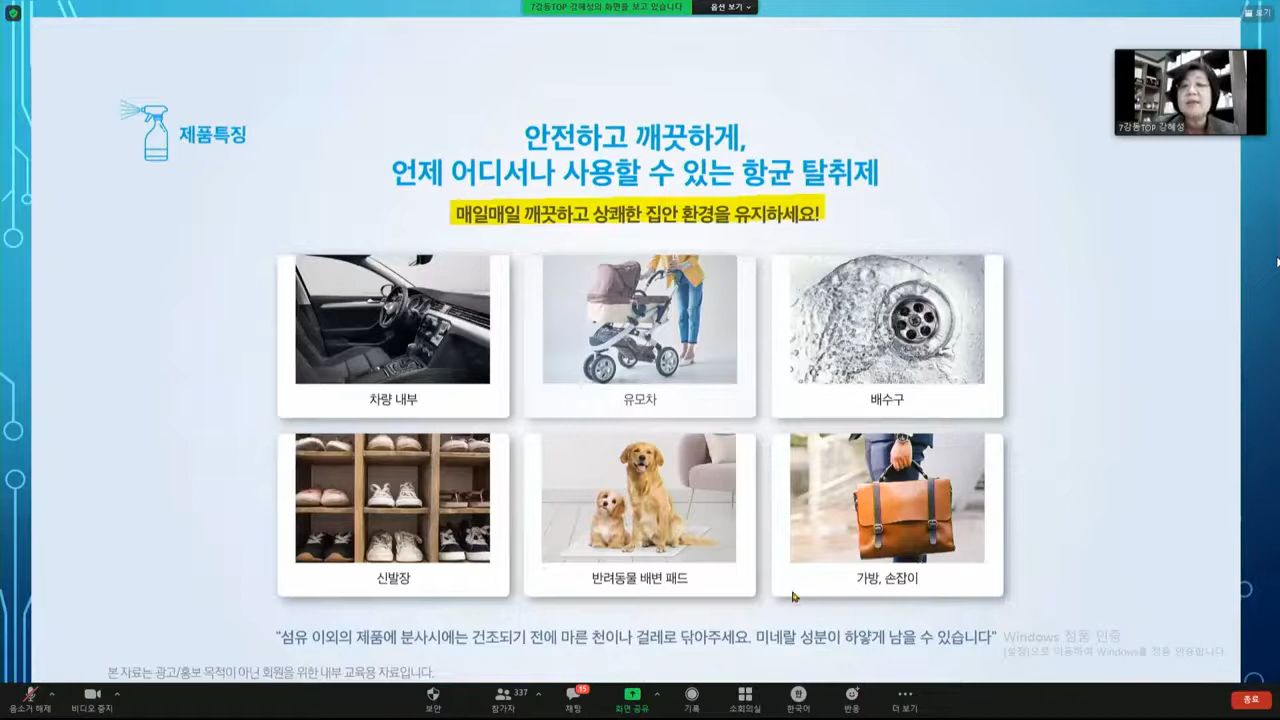 7강동TOP 강혜성의 화면을 보고 있습니다
옵션 보기
보기
7강동TOP 강혜성
제품특징
안전하고 깨끗하게,
언제 어디서나 사용할 수 있는 항균 탈취제
매일매일 깨끗하고 상쾌한 집안 환경을 유지하세요!
차량 내부
유모차
배수구
신발장
반려동물 배변 패드
가방, 손잡이
"섬유 이외의 제품에 분사시에는 건조되기 전에 마른 천이나 걸레로 닦아주세요. 미네랄 성분이 하얗게 남을 수 있습니다"
Windows 정품 인증
[설정]으로 이동하여 Windows를 정품 인증합니다.
본 자료는 광고/홍보 목적이 아닌 회원을 위한 내부 교육용 자료입니다.
음소거 해제
비디오 중지
보안
참가자
337
채팅
15
화면 공유
기록
소회의실
한
한국어
반응
더 보기
종료